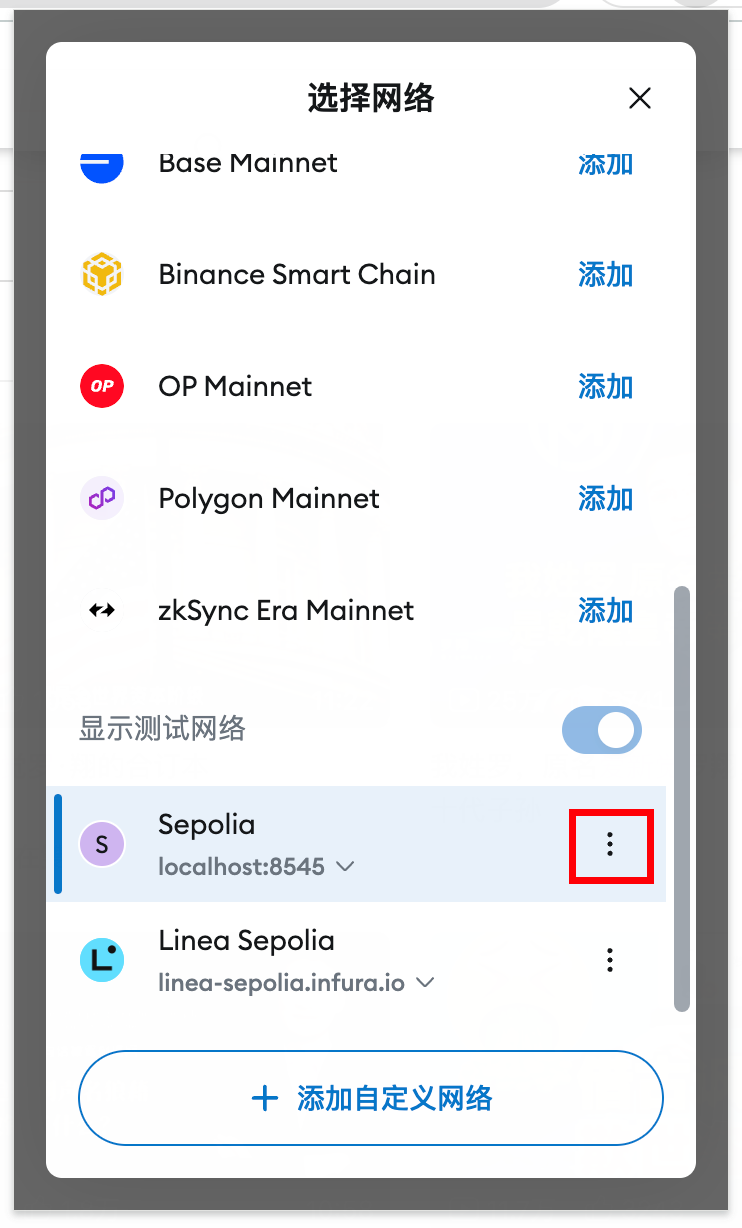 选择网络
Base Mainnet
添加
Binance Smart Chain
添加
OP
OP Mainnet
添加
Polygon Mainnet
添加
zkSync Era Mainnet
添加
显示测试网络
S
Sepolia
localhost:8545
L
Linea Sepolia
linea-sepolia.infura.io
添加自定义网络